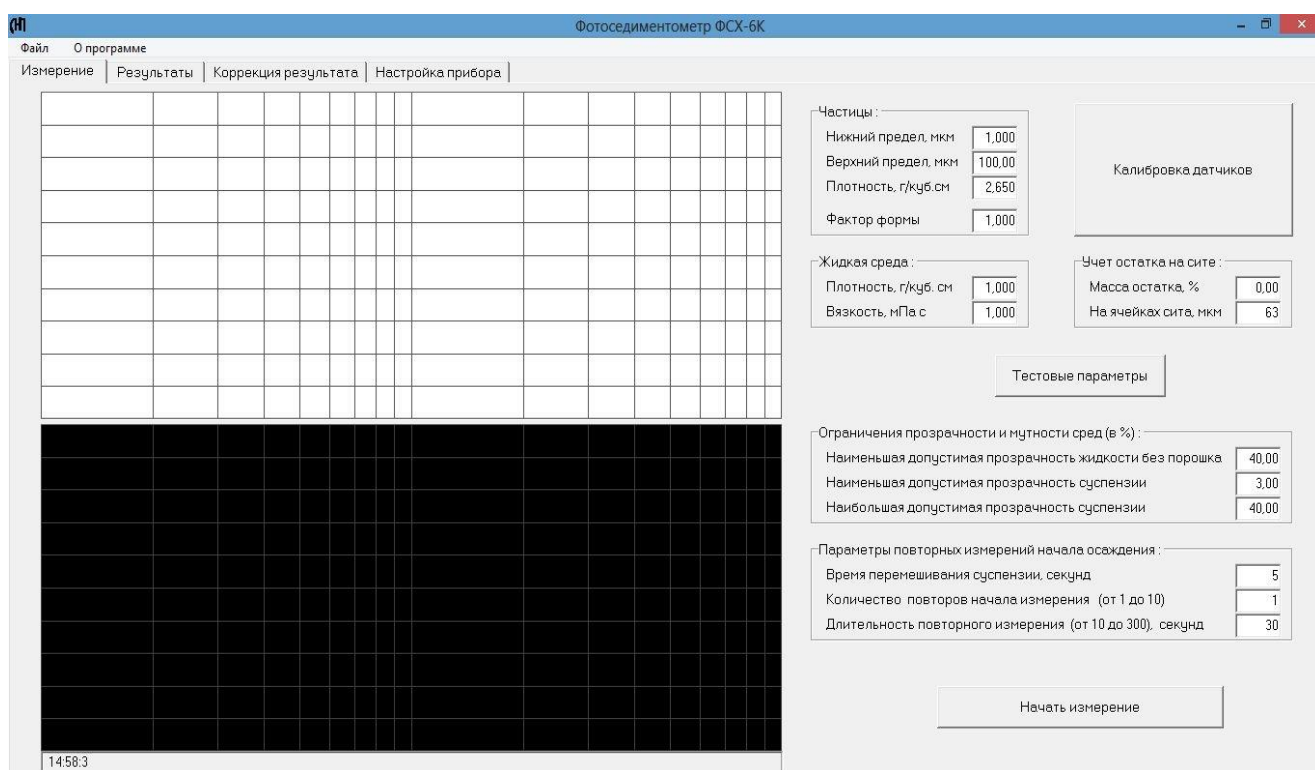 Фотоседиментометр ФСХ-6К
Файл О программе
Измерение Результаты Коррекция результата Настройка прибора
Частицы :
Нижний предел, мкм 1,000
Верхний предел, мкм 100,00
Плотность, г/куб.см 2,650
Фактор формы 1,000
Калибровка датчиков
Жидкая среда :
Плотность, г/куб. см 1,000
Вязкость, мПа с 1,000
Учет остатка на сите :
Масса остатка, % 0,00
На ячейках сита, мкм 63
Тестовые параметры
Ограничения прозрачности и мутности сред (в %) :
Наименьшая допустимая прозрачность жидкости без порошка 40,00
Наименьшая допустимая прозрачность суспензии 3,00
Наибольшая допустимая прозрачность суспензии 40,00
Параметры повторных измерений начала осаждения :
Время перемешивания суспензии, секунд 5
Количество повторов начала измерения (от 1 до 10) 1
Длительность повторного измерения (от 10 до 300), секунд 30
Начать измерение
14:58:3